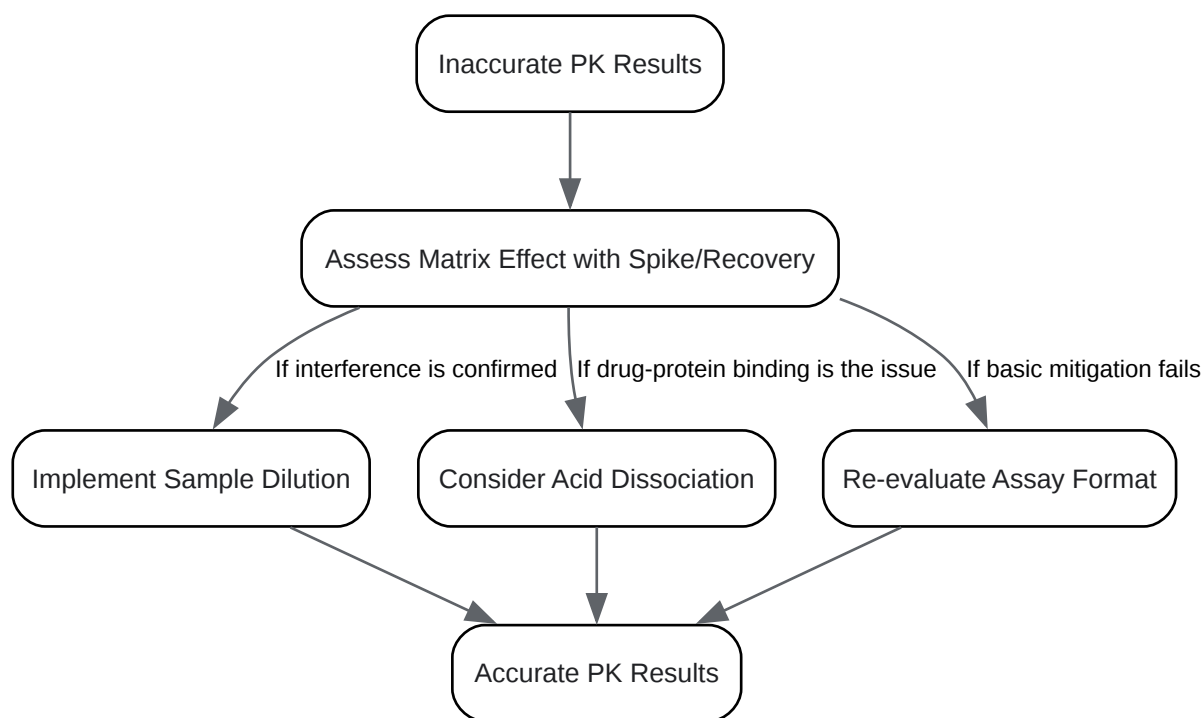 Inaccurate PK Results
Assess Matrix Effect with Spike/Recovery
If interference is confirmed
If drug-protein binding is the issue
If basic mitigation fails
Implement Sample Dilution
Consider Acid Dissociation
Re-evaluate Assay Format
Accurate PK Results